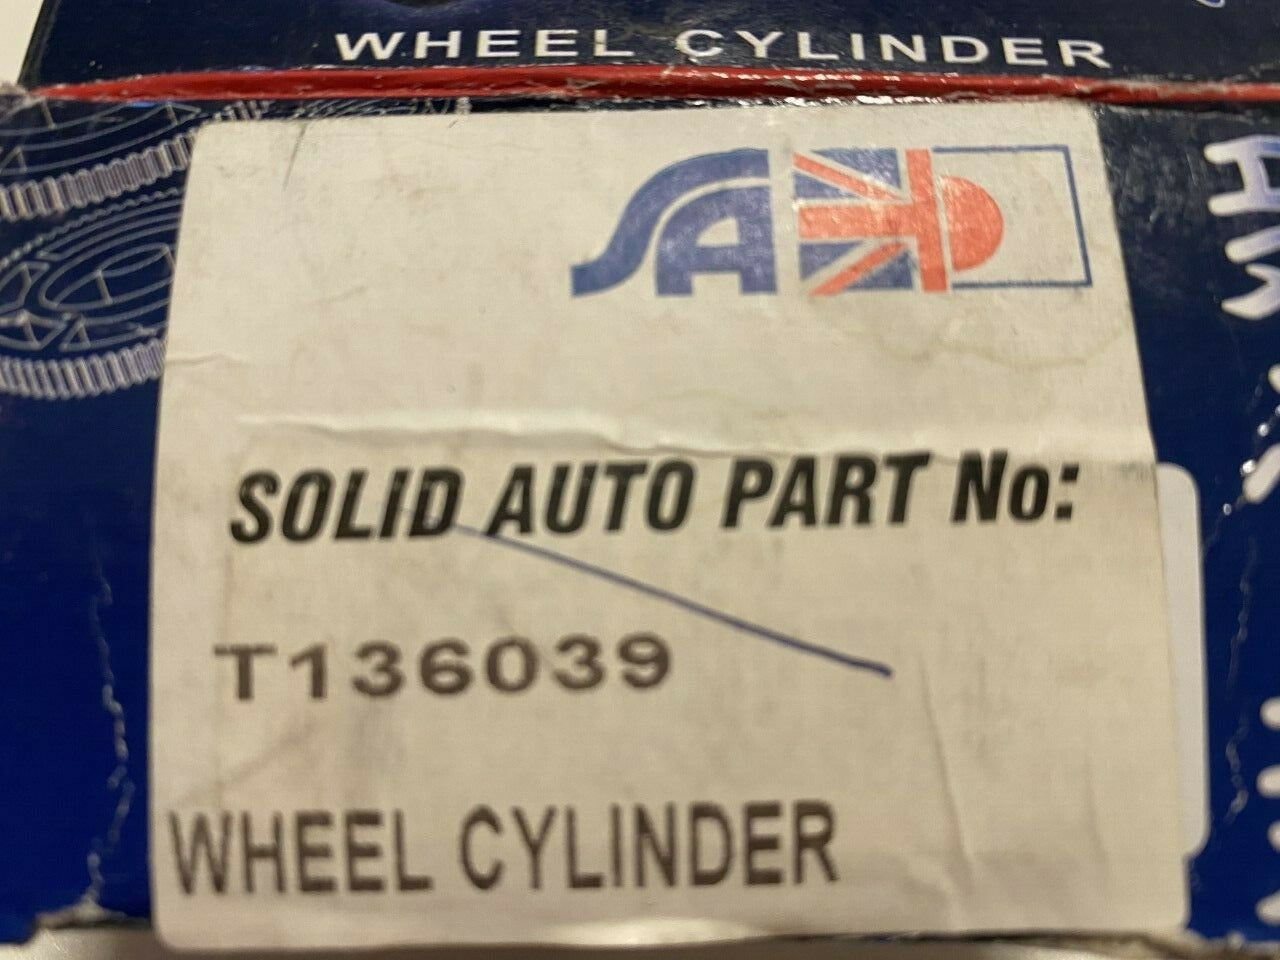 WHEEL CYLINDER
SA
SOLID AUTO PART No:
T136039
WHEEL CYLINDER